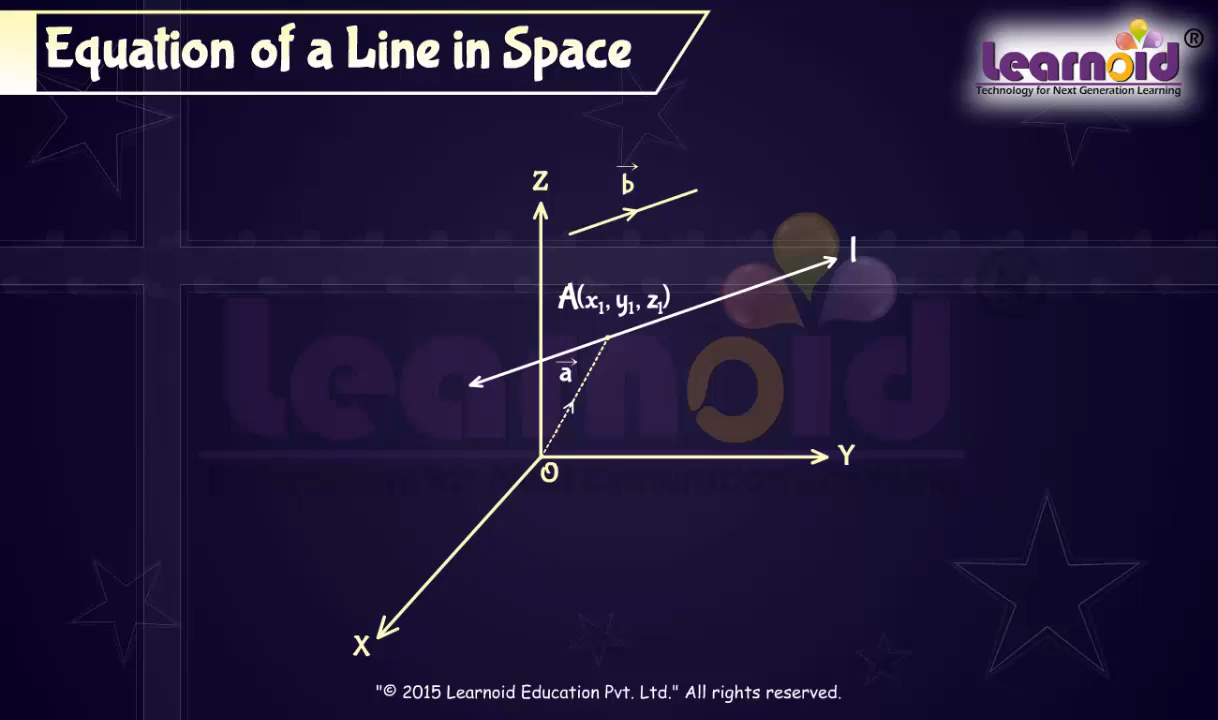 Equation of a Line in Space
Learnoid ®
Technology for Next Generation Learning
Z
b
l
A(x₁, y₁, z₁)
a
Learnoid
Y
O
X
"© 2015 Learnoid Education Pvt. Ltd." All rights reserved.